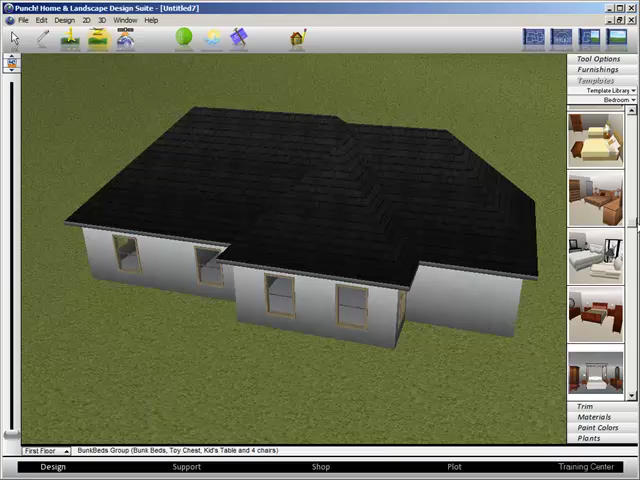 Punch! Home & Landscape Design Suite - [Untitled7]
File Edit Design 2D 3D Window Help
Tool Options
Furnishings
Templates
Template Library
Bedroom
Trim
Materials
Paint Colors
Plants
First Floor BunkBeds Group (Bunk Beds, Toy Chest, Kid's Table and 4 chairs)
Design Support Shop Plot Training Center